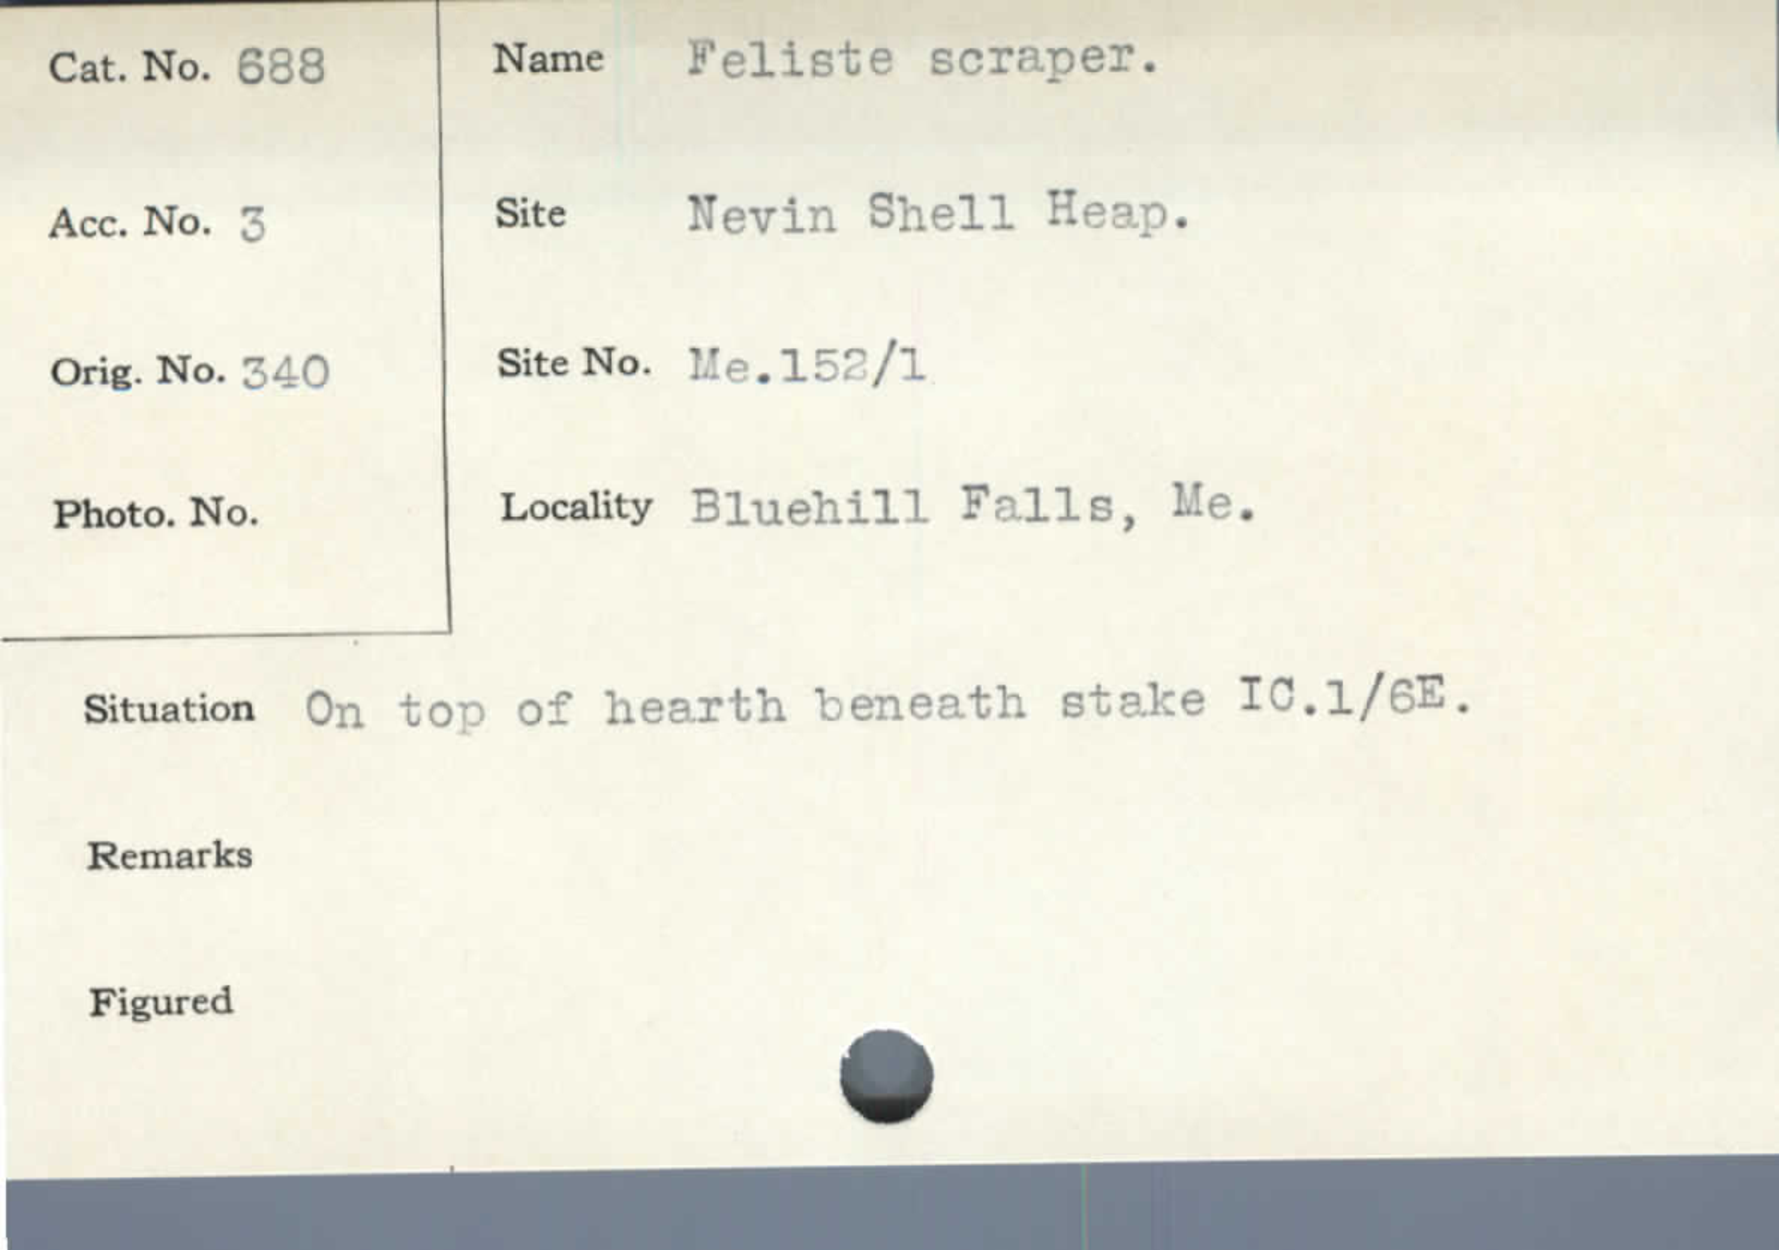 Cat. No. 688
Name Feliste scraper.
Acc. No. 3
Site Nevin Shell Heap.
Orig. No. 340
Site No. Me.152/1
Photo. No.
Locality Bluehill Falls, Me.
Situation On top of hearth beneath stake IC.1/6E.
Remarks
Figured